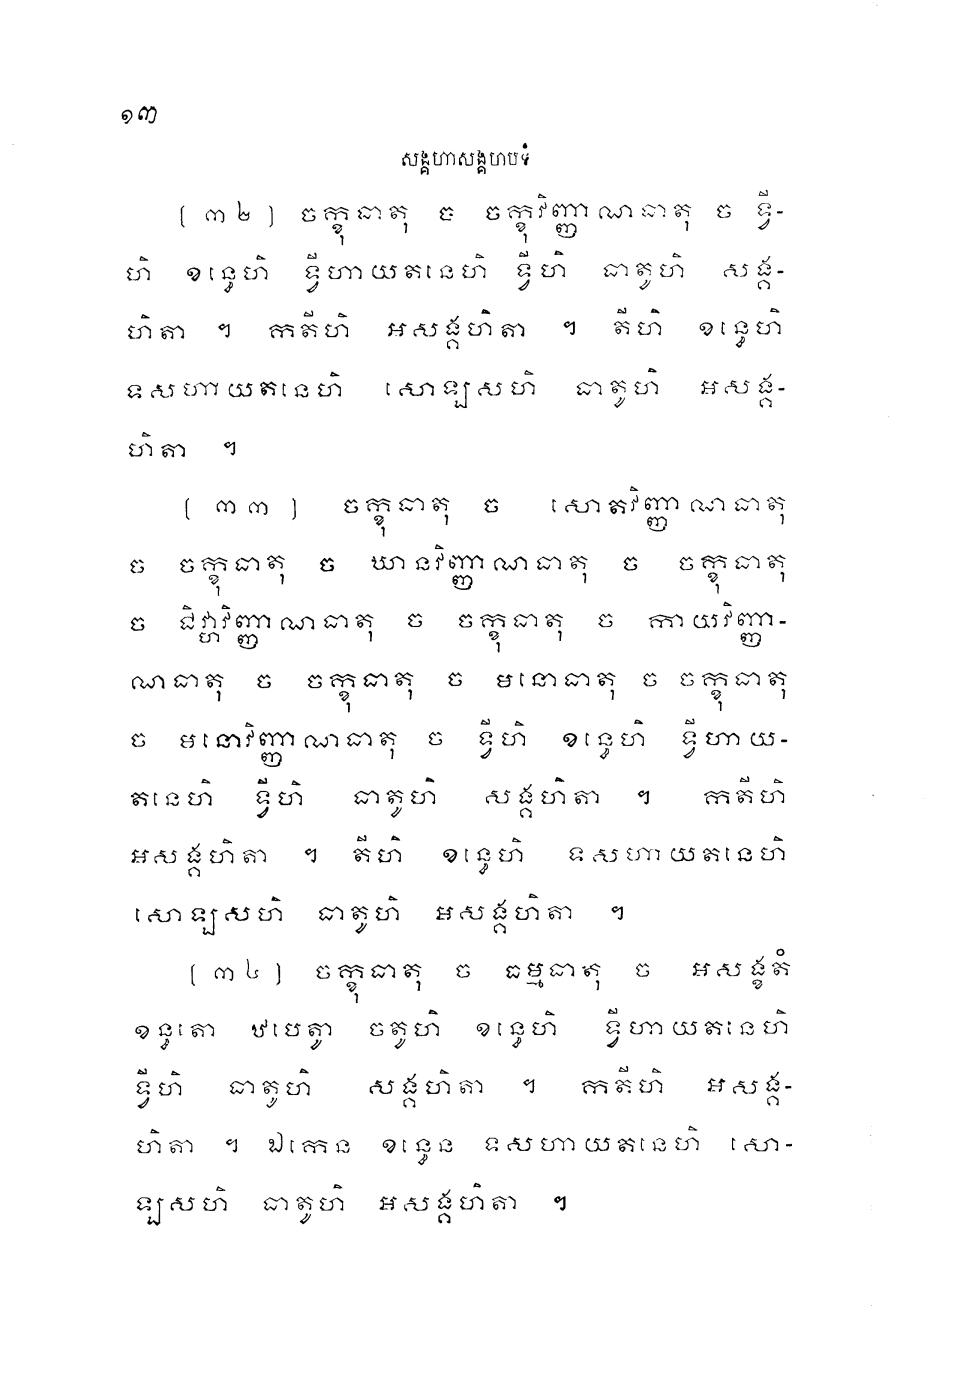 ១៣
សង្គហាសង្គហបទំ
( ៣២ ) ចក្ខុធាតុ ច ចក្ខុវិញ្ញាណធាតុ ច ទ្វី-
ហិ ខន្ធេហិ ទ្វីហាយតនេហិ ទ្វីហិ ធាតូហិ សង្គ-
ហិតា ។ កតីហិ អសង្គហិតា ។ តីហិ ខន្ធេហិ
ទសហាយតនេហិ សោឡសហិ ធាតូហិ អសង្គ-
ហិតា ។
( ៣៣ ) ចក្ខុធាតុ ច សោតវិញ្ញាណធាតុ
ច ចក្ខុធាតុ ច ឃានវិញ្ញាណធាតុ ច ចក្ខុធាតុ
ច ជិវ្ហាវិញ្ញាណធាតុ ច ចក្ខុធាតុ ច កាយវិញ្ញា-
ណធាតុ ច ចក្ខុធាតុ ច មនោធាតុ ច ចក្ខុធាតុ
ច មនោវិញ្ញាណធាតុ ច ទ្វីហិ ខន្ធេហិ ទ្វីហាយ-
តនេហិ ទ្វីហិ ធាតូហិ សង្គហិតា ។ កតីហិ
អសង្គហិតា ។ តីហិ ខន្ធេហិ ទសហាយតនេហិ
សោឡសហិ ធាតូហិ អសង្គហិតា ។
( ៣៤ ) ចក្ខុធាតុ ច ធម្មធាតុ ច អសង្ខតំ
ខន្ធតោ ឋបេត្វា ចតូហិ ខន្ធេហិ ទ្វីហាយតនេហិ
ទ្វីហិ ធាតូហិ សង្គហិតា ។ កតីហិ អសង្គ-
ហិតា ។ ឯកេន ខន្ធេន ទសហាយតនេហិ សោ-
ឡសហិ ធាតូហិ អសង្គហិតា ។